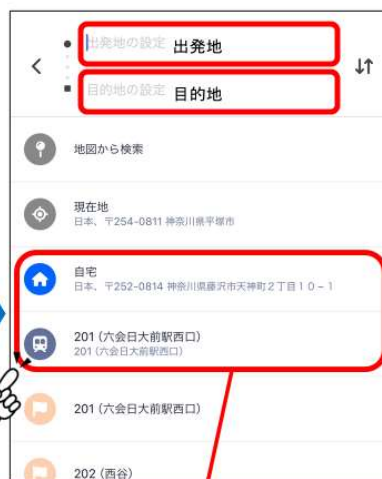 出発地の設定 出発地
目的地の設定 目的地
地図から検索
現在地
日本、〒254-0811 神奈川県平塚市
自宅
日本、〒252-0814 神奈川県藤沢市天神町2丁目10-1
201 (六会日大前駅西口)
201 (六会日大前駅西口)
201 (六会日大前駅西口)
202 (西谷)